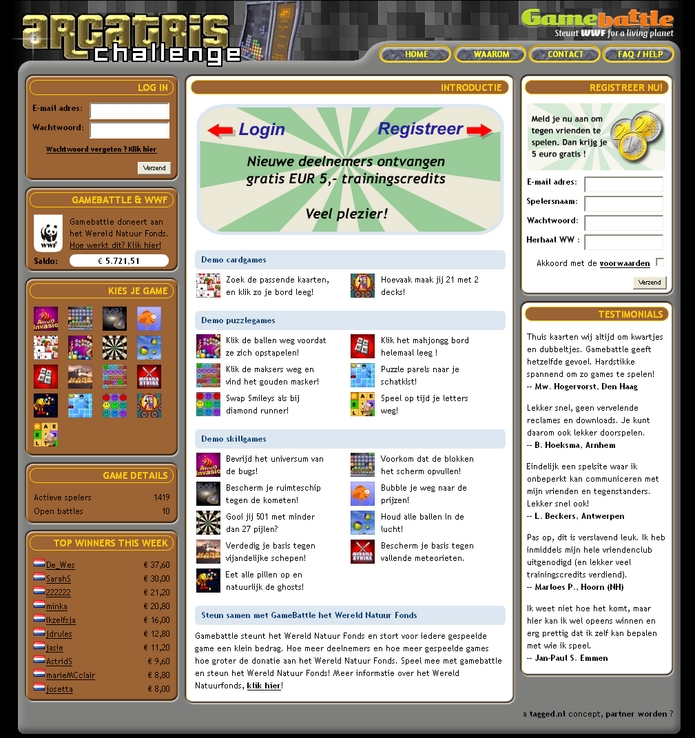 ARCATRIS
challenge
Gamebattle
Steunt WWF for a living planet
HOME
WAAROM
CONTACT
FAQ / HELP
LOG IN
E-mail adres:
Wachtwoord:
Wachtwoord vergeten ? Klik hier
Verzend
GAMEBATTLE & WWF
WWF
Gamebattle doneert aan
het Wereld Natuur Fonds.
Hoe werkt dit? Klik hier!
Saldo:
€ 5.721,51
KIES JE GAME
GAME DETAILS
Actieve spelers 1419
Open battles 10
TOP WINNERS THIS WEEK
De_Wes € 37,60
SarahS € 30,00
222222 € 21,20
minka € 20,80
ikzelfsja € 16,00
jdrules € 12,80
Jasie € 11,20
AstridS € 9,60
marieMCclair € 8,80
josetta € 8,00
INTRODUCTIE
Login
Registreer
Nieuwe deelnemers ontvangen
gratis EUR 5,- trainingscredits
Veel plezier!
Demo cardgames
Zoek de passende kaarten,
en klik zo je bord leeg!
Hoevaak maak jij 21 met 2
decks!
Demo puzzlegames
Klik de ballen weg voordat
ze zich opstapelen!
Klik het mahjongg bord
helemaal leeg !
Klik de maksers weg en
vind het gouden masker!
Puzzle parels naar je
schatkist!
Swap Smileys als bij
diamond runner!
Speel op tijd je letters
weg!
Demo skillgames
Bevrijd het universum van
de bugs!
Voorkom dat de blokken
het scherm opvullen!
Bescherm je ruimteschip
tegen de kometen!
Bubble je weg naar de
prijzen!
Gooi jij 501 met minder
dan 27 pijlen?
Houd alle ballen in de
lucht!
Verdedig je basis tegen
vijandelijke schepen!
Bescherm je basis tegen
vallende meteorieten.
Eet alle pillen op en
natuurlijk de ghosts!
Steun samen met GameBattle het Wereld Natuur Fonds
Gamebattle steunt het Wereld Natuur Fonds en stort voor iedere gespeelde
game een klein bedrag. Hoe meer deelnemers en hoe meer gespeelde games
hoe groter de donatie aan het Wereld Natuur Fonds. Speel mee met gamebattle
en steun het Wereld Natuur Fonds! Meer informatie over het Wereld
Natuurfonds, klik hier!
REGISTREER NU!
Meld je nu aan om
tegen vrienden te
spelen. Dan krijg je
5 euro gratis !
E-mail adres:
Spelersnaam:
Wachtwoord:
Herhaal WW :
Akkoord met de voorwaarden
Verzend
TESTIMONIALS
Thuis kaarten wij altijd om kwartjes
en dubbeltjes. Gamebattle geeft
hetzelfde gevoel. Hardstikke
spannend om zo games te spelen!
-- Mw. Hogervorst, Den Haag
Lekker snel, geen vervelende
reclames en downloads. Je kunt
daarom ook lekker doorspelen.
-- B. Hoeksma, Arnhem
Eindelijk een spelsite waar ik
onbeperkt kan communiceren met
mijn vrienden en tegenstanders.
Lekker snel ook!
-- L. Beckers, Antwerpen
Pas op, dit is verslavend leuk. Ik heb
inmiddels mijn hele vriendenclub
uitgenodigd (en lekker veel
trainingscredits verdiend).
-- Marloes P., Hoorn (NH)
Ik weet niet hoe het komt, maar
hier kan ik wel opeens winnen en
erg prettig dat ik zelf kan bepalen
met wie ik speel.
-- Jan-Paul S. Emmen
a tagged.nl concept, partner worden ?